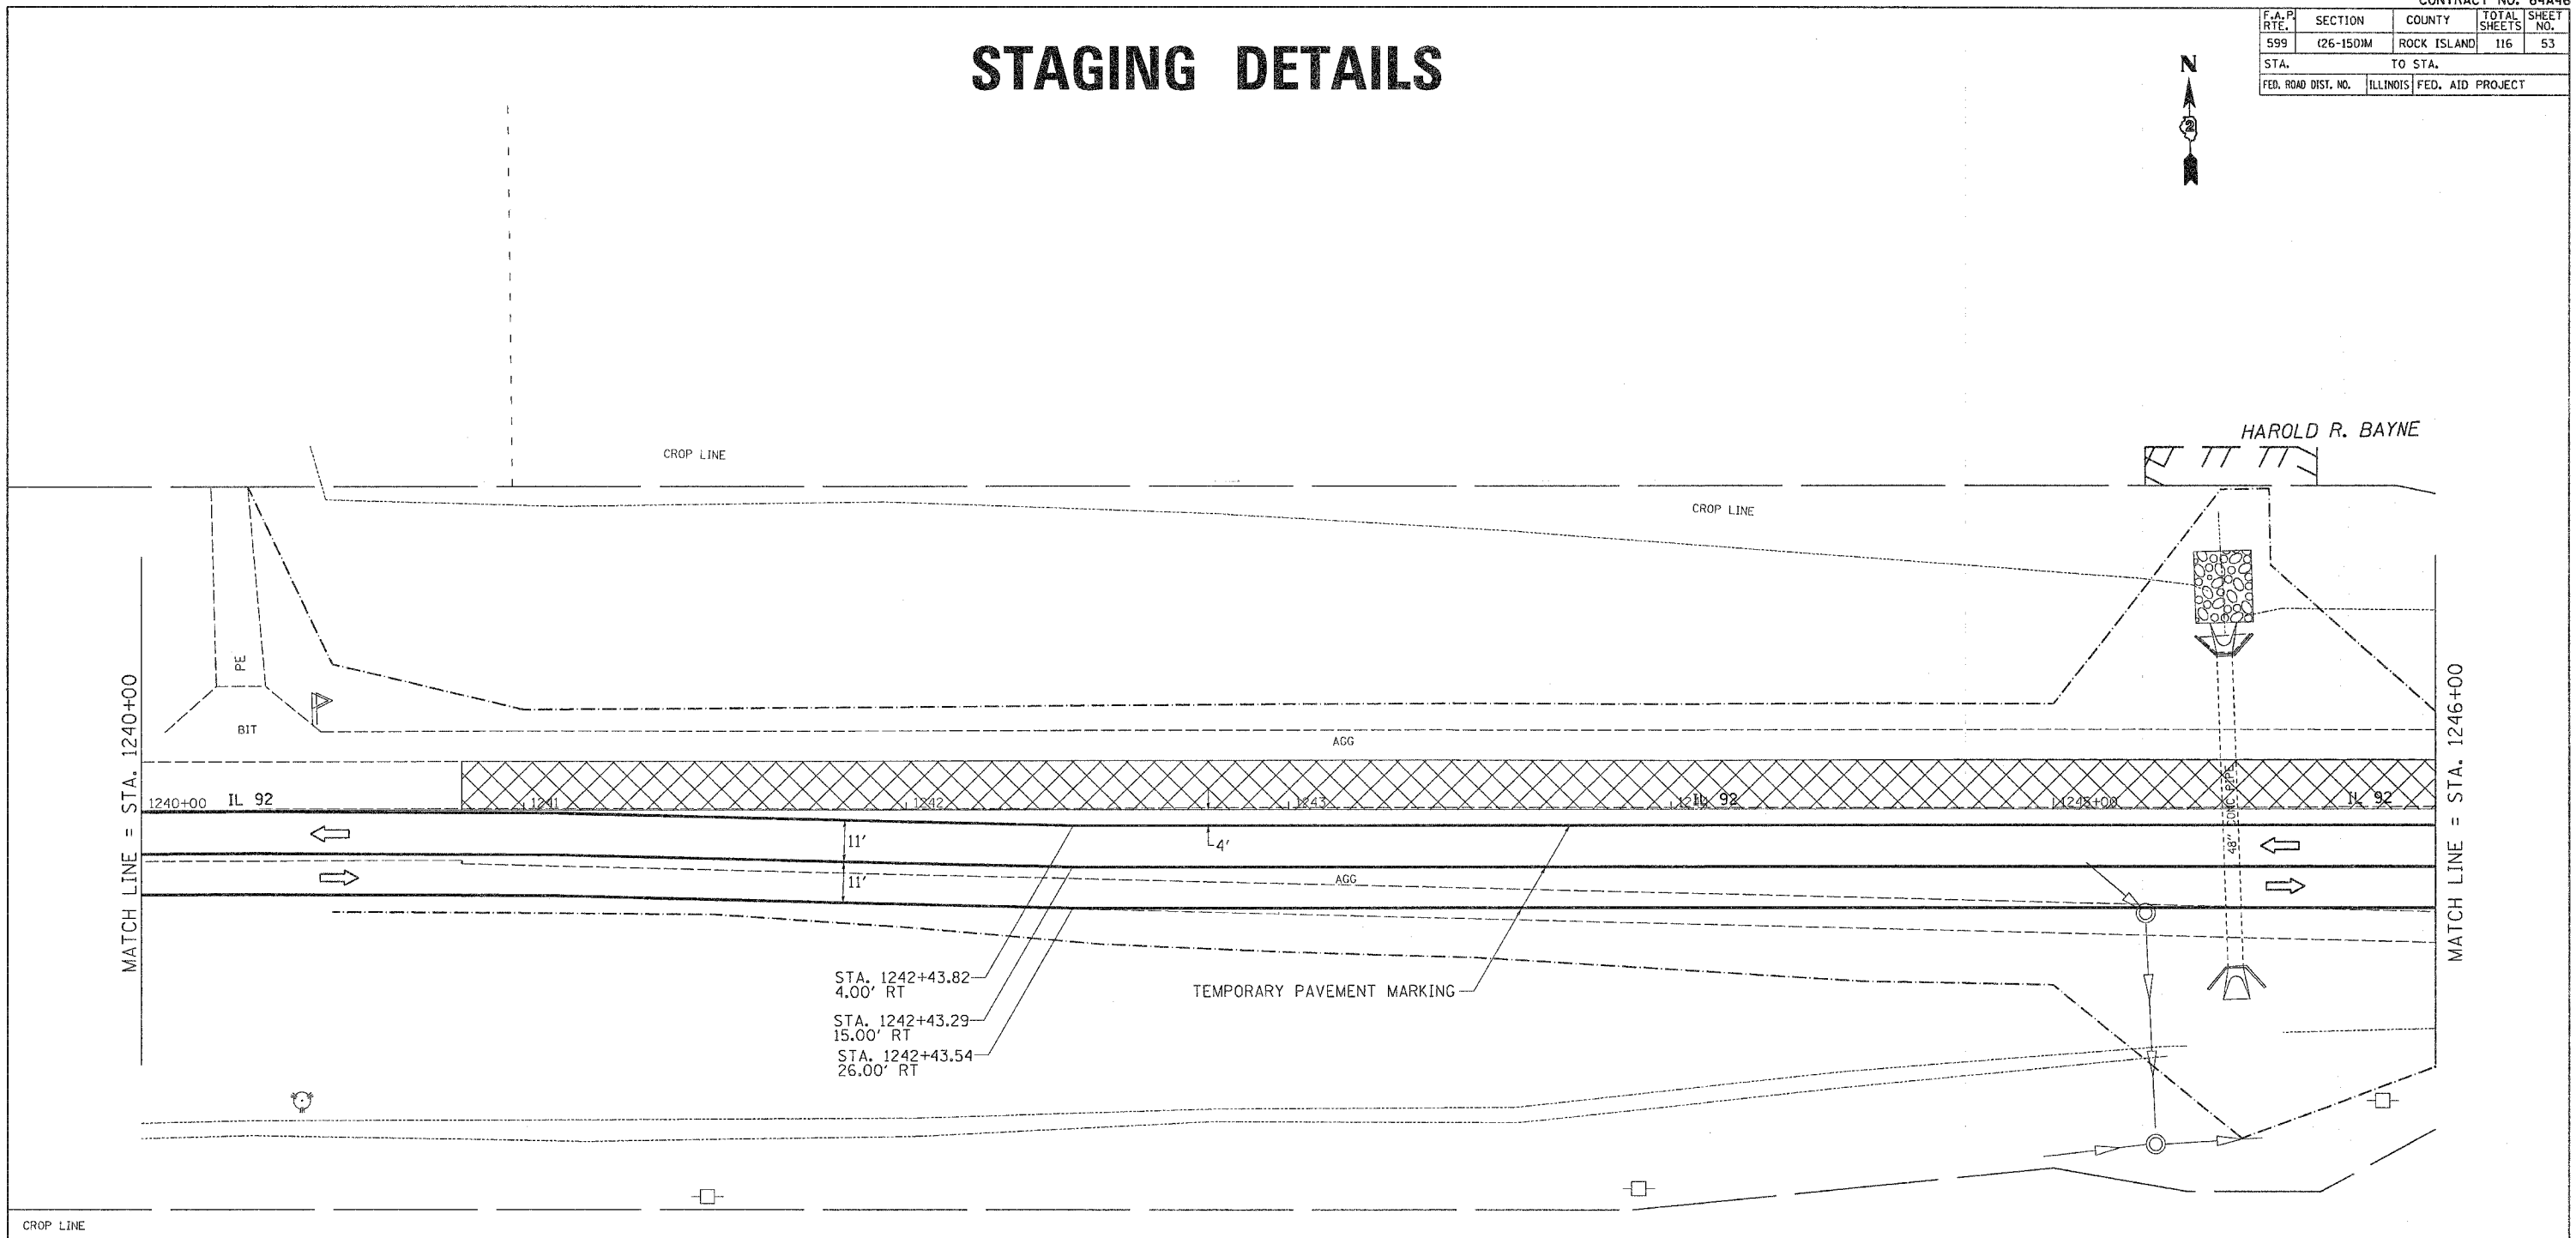 CONTRACT NO. 64A46
F.A.P. RTE. SECTION COUNTY TOTAL SHEETS SHEET NO.
599 (26-150)M ROCK ISLAND 116 53
STA. TO STA.
FED. ROAD DIST. NO. ILLINOIS FED. AID PROJECT
STAGING DETAILS
N
2
HAROLD R. BAYNE
CROP LINE
CROP LINE
PE
BIT
AGG
MATCH LINE = STA. 1240+00
MATCH LINE = STA. 1246+00
1240+00 IL 92
1241
1242
1243
IL 92
1245+00
IL 92
48" CONC PIPE
11'
4'
11'
AGG
STA. 1242+43.82
4.00' RT
STA. 1242+43.29
15.00' RT
STA. 1242+43.54
26.00' RT
TEMPORARY PAVEMENT MARKING
CROP LINE